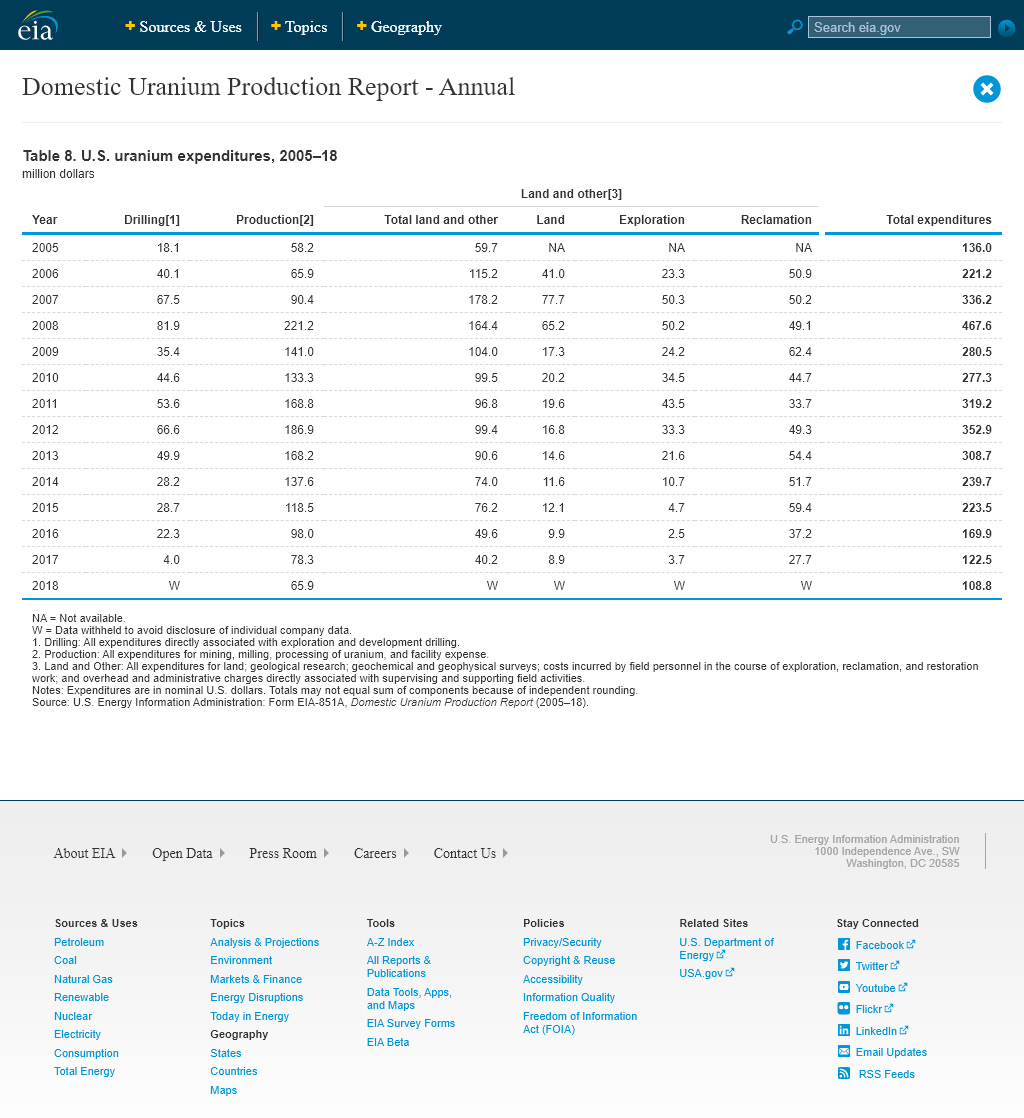 eia
Sources & Uses
Topics
Geography
Search eia.gov
Domestic Uranium Production Report - Annual
Table 8. U.S. uranium expenditures, 2005–18
million dollars
Land and other[3]
Year Drilling[1] Production[2] Total land and other Land Exploration Reclamation Total expenditures
2005 18.1 58.2 59.7 NA NA NA 136.0
2006 40.1 65.9 115.2 41.0 23.3 50.9 221.2
2007 67.5 90.4 178.2 77.7 50.3 50.2 336.2
2008 81.9 221.2 164.4 65.2 50.2 49.1 467.6
2009 35.4 141.0 104.0 17.3 24.2 62.4 280.5
2010 44.6 133.3 99.5 20.2 34.5 44.7 277.3
2011 53.6 168.8 96.8 19.6 43.5 33.7 319.2
2012 66.6 186.9 99.4 16.8 33.3 49.3 352.9
2013 49.9 168.2 90.6 14.6 21.6 54.4 308.7
2014 28.2 137.6 74.0 11.6 10.7 51.7 239.7
2015 28.7 118.5 76.2 12.1 4.7 59.4 223.5
2016 22.3 98.0 49.6 9.9 2.5 37.2 169.9
2017 4.0 78.3 40.2 8.9 3.7 27.7 122.5
2018 W 65.9 W W W W 108.8
NA = Not available.
W = Data withheld to avoid disclosure of individual company data.
1. Drilling: All expenditures directly associated with exploration and development drilling.
2. Production: All expenditures for mining, milling, processing of uranium, and facility expense.
3. Land and Other: All expenditures for land; geological research; geochemical and geophysical surveys; costs incurred by field personnel in the course of exploration, reclamation, and restoration
work; and overhead and administrative charges directly associated with supervising and supporting field activities.
Notes: Expenditures are in nominal U.S. dollars. Totals may not equal sum of components because of independent rounding.
Source: U.S. Energy Information Administration: Form EIA-851A, Domestic Uranium Production Report (2005–18).
About EIA
Open Data
Press Room
Careers
Contact Us
U.S. Energy Information Administration
1000 Independence Ave., SW
Washington, DC 20585
Sources & Uses
Petroleum
Coal
Natural Gas
Renewable
Nuclear
Electricity
Consumption
Total Energy
Topics
Analysis & Projections
Environment
Markets & Finance
Energy Disruptions
Today in Energy
Geography
States
Countries
Maps
Tools
A-Z Index
All Reports &
Publications
Data Tools, Apps,
and Maps
EIA Survey Forms
EIA Beta
Policies
Privacy/Security
Copyright & Reuse
Accessibility
Information Quality
Freedom of Information
Act (FOIA)
Related Sites
U.S. Department of
Energy
USA.gov
Stay Connected
Facebook
Twitter
Youtube
Flickr
LinkedIn
Email Updates
RSS Feeds